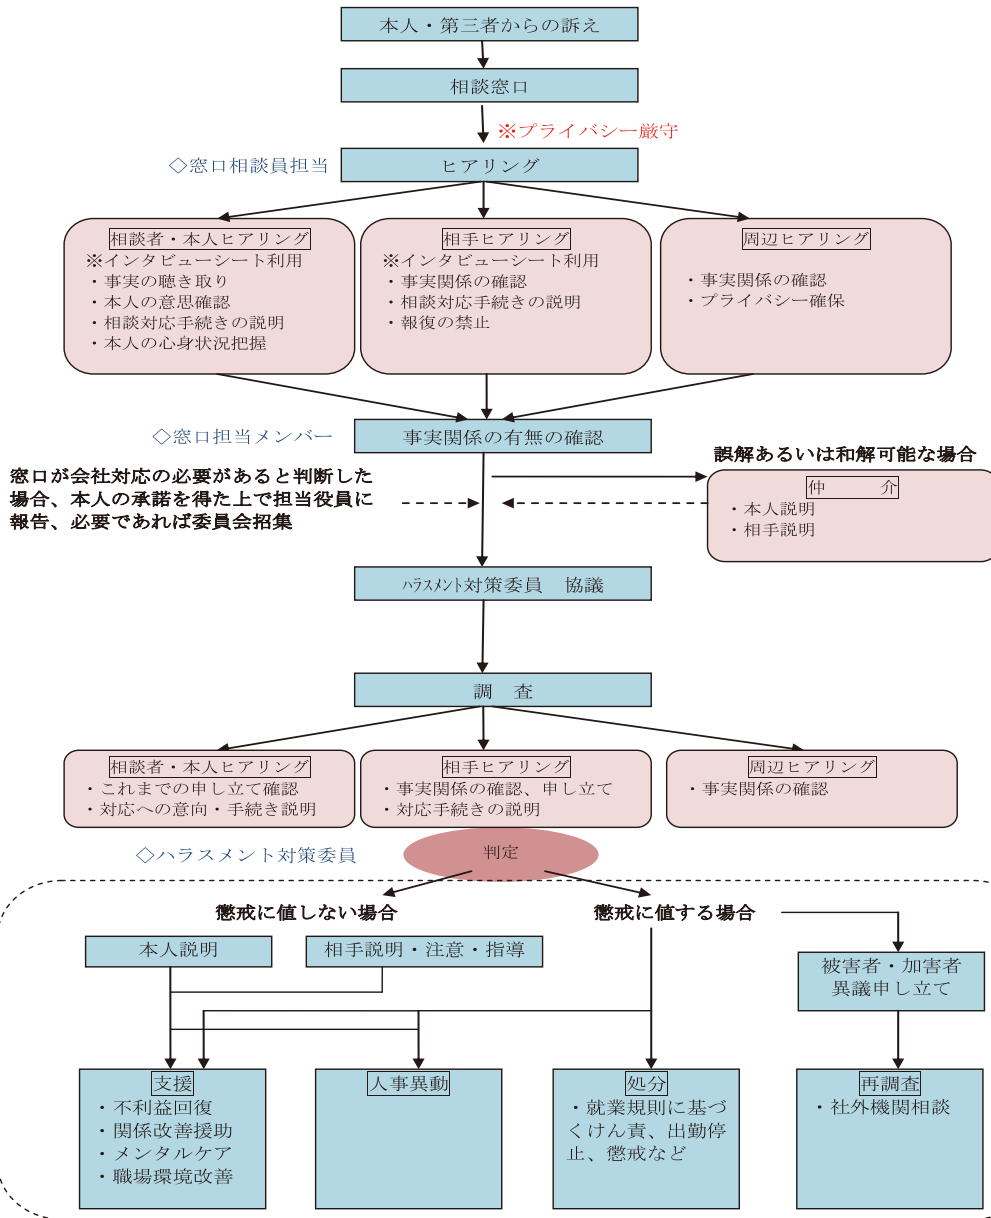 本人・第三者からの訴え
相談窓口
※プライバシー厳守
◇窓口相談員担当
ヒアリング
相談者・本人ヒアリング
※インタビューシート利用
・事実の聴き取り
・本人の意思確認
・相談対応手続きの説明
・本人の心身状況把握
相手ヒアリング
※インタビューシート利用
・事実関係の確認
・相談対応手続きの説明
・報復の禁止
周辺ヒアリング
・事実関係の確認
・プライバシー確保
◇窓口担当メンバー
事実関係の有無の確認
窓口が会社対応の必要があると判断した
場合、本人の承諾を得た上で担当役員に
報告、必要であれば委員会招集
誤解あるいは和解可能な場合
仲　　介
・本人説明
・相手説明
ﾊﾗｽﾒﾝﾄ対策委員　協議
調　査
相談者・本人ヒアリング
・これまでの申し立て確認
・対応への意向・手続き説明
相手ヒアリング
・事実関係の確認、申し立て
・対応手続きの説明
周辺ヒアリング
・事実関係の確認
◇ハラスメント対策委員
判定
懲戒に値しない場合
懲戒に値する場合
本人説明
相手説明・注意・指導
被害者・加害者
異議申し立て
支援
・不利益回復
・関係改善援助
・メンタルケア
・職場環境改善
人事異動
処分
・就業規則に基づ
くけん責、出勤停
止、懲戒など
再調査
・社外機関相談